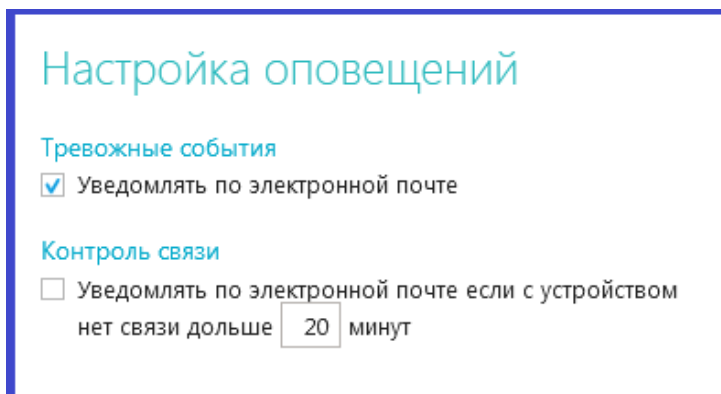 Настройка оповещений
Тревожные события
Уведомлять по электронной почте
Контроль связи
Уведомлять по электронной почте если с устройством
нет связи дольше 20 минут